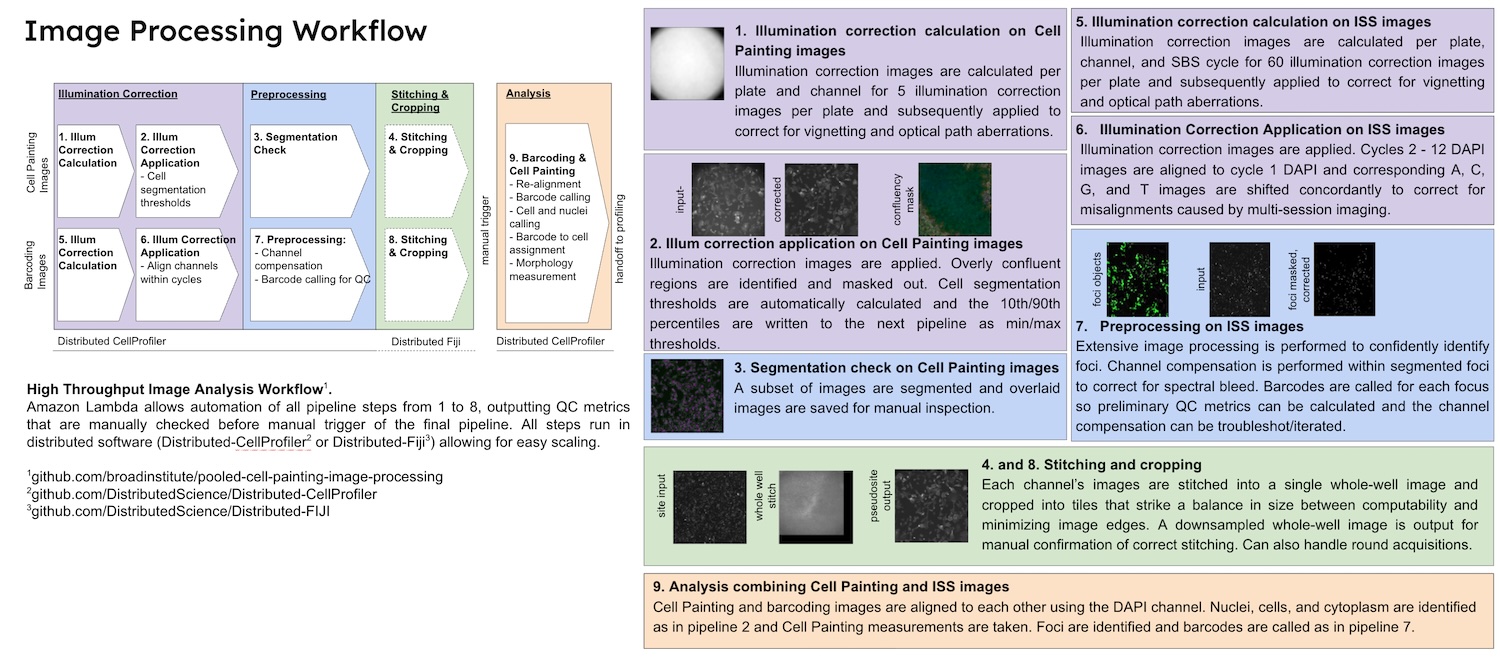 Image Processing Workflow
Illumination Correction
Preprocessing
Stitching &
Cropping
Analysis
Cell Painting
Images
1. Illum
Correction
Calculation
2. Illum
Correction
Application
- Cell
segmentation
thresholds
3. Segmentation
Check
4. Stitching
& Cropping
Barcoding
Images
5. Illum
Correction
Calculation
6. Illum Correction
Application
- Align channels
within cycles
7. Preprocessing:
- Channel
compensation
- Barcode calling for QC
8. Stitching
& Cropping
manual trigger
9. Barcoding &
Cell Painting
- Re-alignment
- Barcode calling
- Cell and nuclei
calling
- Barcode to cell
assignment
- Morphology
measurement
handoff to profiling
Distributed CellProfiler
Distributed Fiji
Distributed CellProfiler
High Throughput Image Analysis Workflow¹.
Amazon Lambda allows automation of all pipeline steps from 1 to 8, outputting QC metrics
that are manually checked before manual trigger of the final pipeline. All steps run in
distributed software (Distributed-CellProfiler² or Distributed-Fiji³) allowing for easy scaling.
¹github.com/broadinstitute/pooled-cell-painting-image-processing
²github.com/DistributedScience/Distributed-CellProfiler
³github.com/DistributedScience/Distributed-FIJI
1. Illumination correction calculation on Cell
Painting images
Illumination correction images are calculated per
plate and channel for 5 illumination correction
images per plate and subsequently applied to
correct for vignetting and optical path aberrations.
input-
corrected
confluency
mask
2. Illum correction application on Cell Painting images
Illumination correction images are applied. Overly confluent
regions are identified and masked out. Cell segmentation
thresholds are automatically calculated and the 10th/90th
percentiles are written to the next pipeline as min/max
thresholds.
3. Segmentation check on Cell Painting images
A subset of images are segmented and overlaid
images are saved for manual inspection.
5. Illumination correction calculation on ISS images
Illumination correction images are calculated per plate,
channel, and SBS cycle for 60 illumination correction images
per plate and subsequently applied to correct for vignetting
and optical path aberrations.
6. Illumination Correction Application on ISS images
Illumination correction images are applied. Cycles 2 - 12 DAPI
images are aligned to cycle 1 DAPI and corresponding A, C,
G, and T images are shifted concordantly to correct for
misalignments caused by multi-session imaging.
foci objects
input
foci masked,
corrected
7. Preprocessing on ISS images
Extensive image processing is performed to confidently identify
foci. Channel compensation is performed within segmented foci
to correct for spectral bleed. Barcodes are called for each focus
so preliminary QC metrics can be calculated and the channel
compensation can be troubleshot/iterated.
site input
whole well
stitch
pseudosite
output
4. and 8. Stitching and cropping
Each channel's images are stitched into a single whole-well image and
cropped into tiles that strike a balance in size between computability and
minimizing image edges. A downsampled whole-well image is output for
manual confirmation of correct stitching. Can also handle round acquisitions.
9. Analysis combining Cell Painting and ISS images
Cell Painting and barcoding images are aligned to each other using the DAPI channel. Nuclei, cells, and cytoplasm are identified
as in pipeline 2 and Cell Painting measurements are taken. Foci are identified and barcodes are called as in pipeline 7.